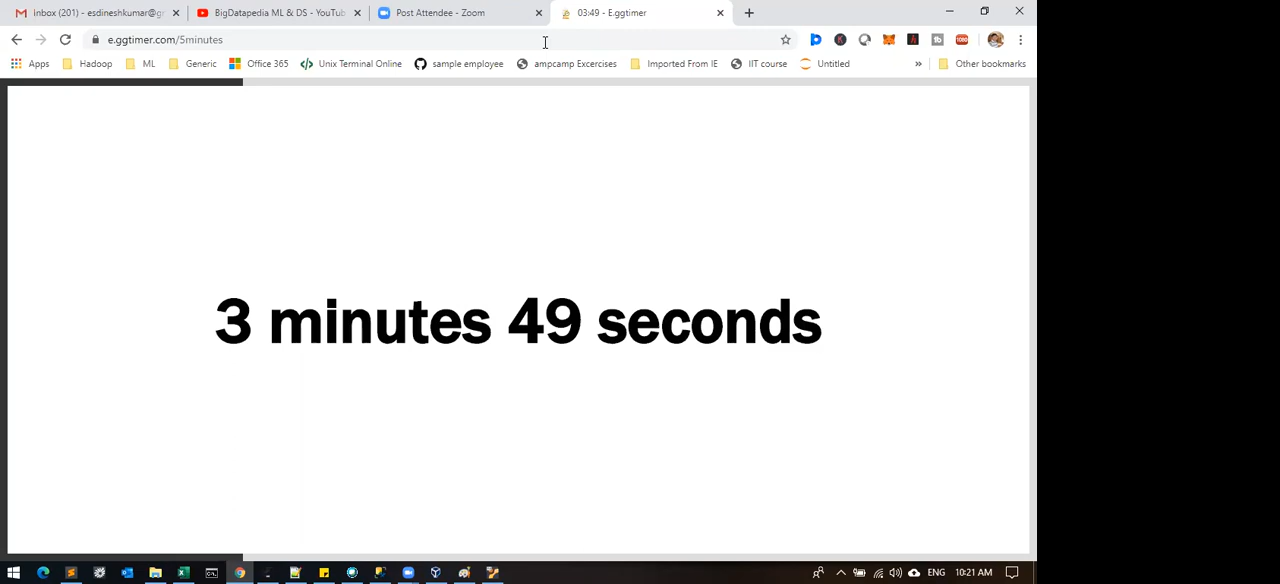 Inbox (201) - esdineshkumar@gr
BigDatapedia ML & DS - YouTub
Post Attendee - Zoom
03:49 - E.ggtimer
e.ggtimer.com/5minutes
Apps Hadoop ML Generic Office 365 Unix Terminal Online sample employee ampcamp Excercises Imported From IE IIT course Untitled » Other bookmarks
3 minutes 49 seconds
ENG 10:21 AM